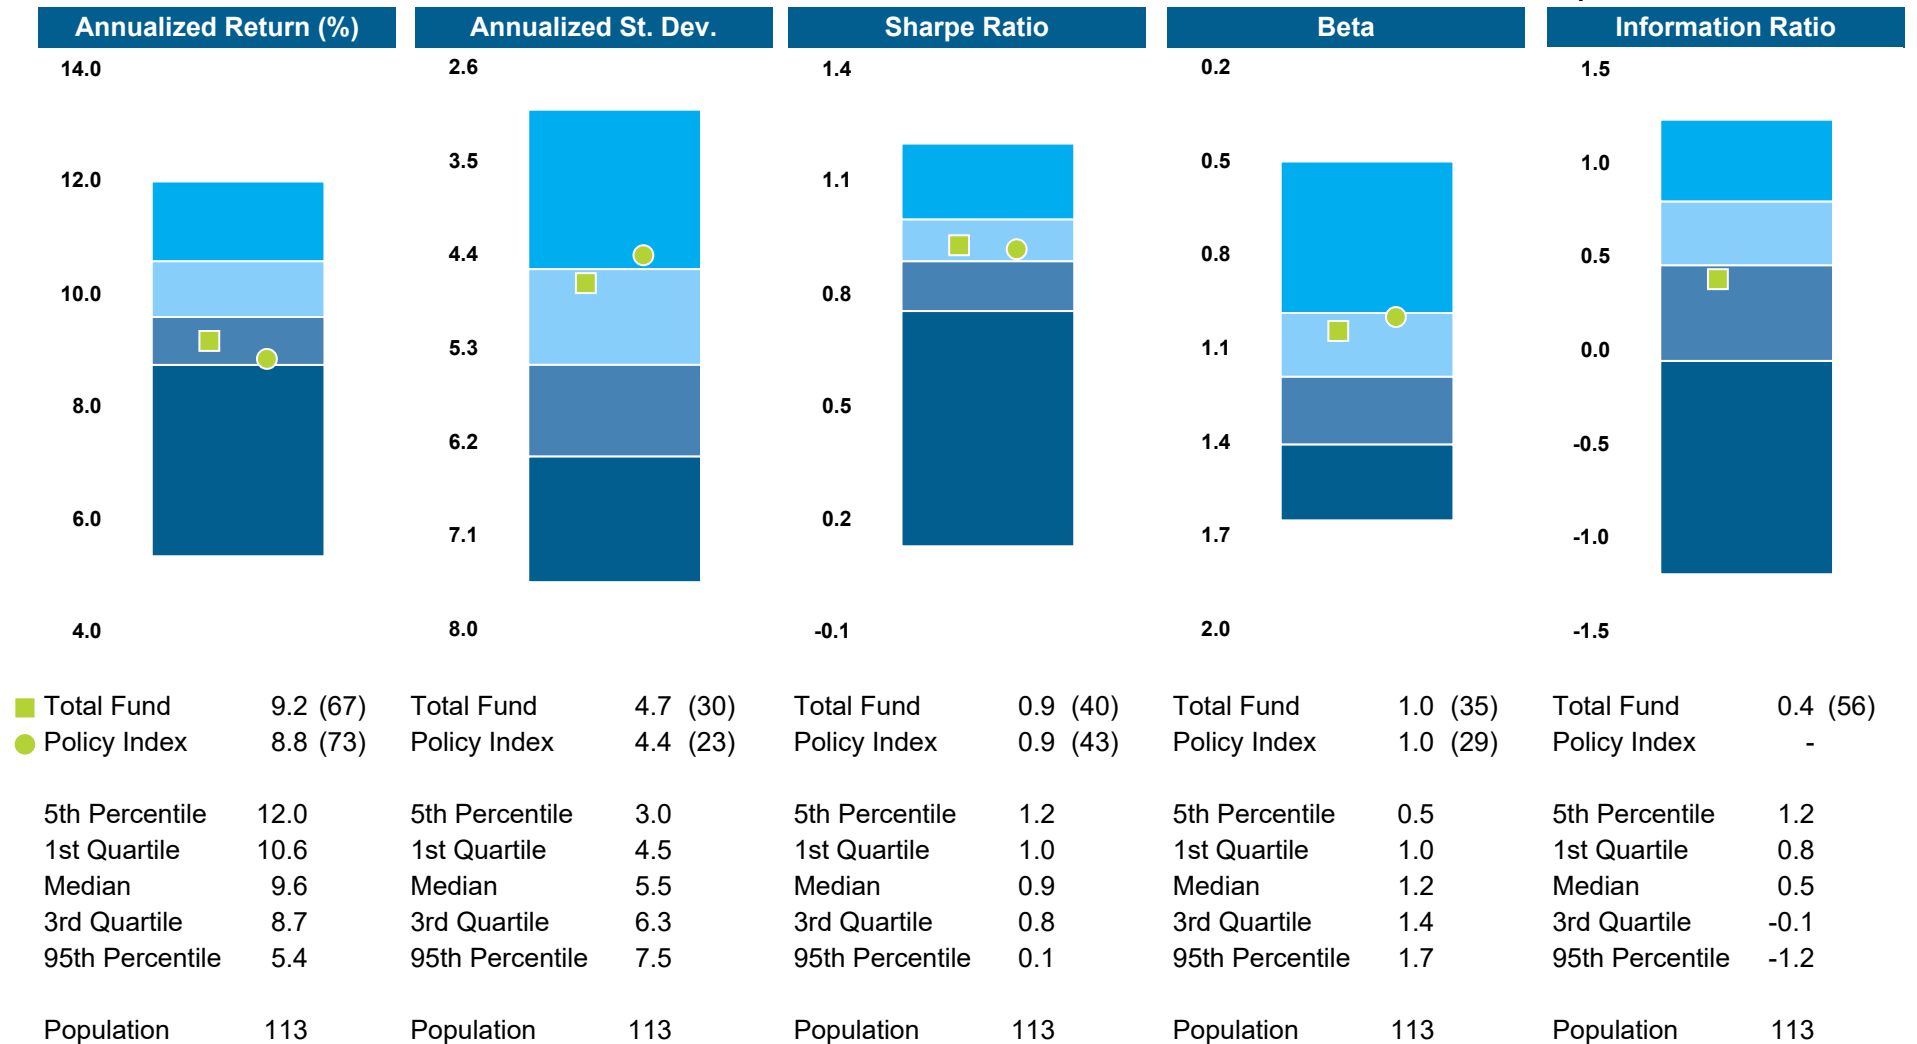 Annualized Return (%) Annualized St. Dev. Sharpe Ratio Beta Information Ratio
14.0 2.6 1.4 0.2 1.5
12.0 3.5 1.1 0.5 1.0
10.0 4.4 0.8 0.8 0.5
8.0 5.3 0.5 1.1 0.0
6.0 6.2 0.2 1.4 -0.5
4.0 7.1 -0.1 1.7 -1.0
8.0 2.0 -1.5
Total Fund 9.2 (67) Total Fund 4.7 (30) Total Fund 0.9 (40) Total Fund 1.0 (35) Total Fund 0.4 (56)
Policy Index 8.8 (73) Policy Index 4.4 (23) Policy Index 0.9 (43) Policy Index 1.0 (29) Policy Index -
5th Percentile 12.0 5th Percentile 3.0 5th Percentile 1.2 5th Percentile 0.5 5th Percentile 1.2
1st Quartile 10.6 1st Quartile 4.5 1st Quartile 1.0 1st Quartile 1.0 1st Quartile 0.8
Median 9.6 Median 5.5 Median 0.9 Median 1.2 Median 0.5
3rd Quartile 8.7 3rd Quartile 6.3 3rd Quartile 0.8 3rd Quartile 1.4 3rd Quartile -0.1
95th Percentile 5.4 95th Percentile 7.5 95th Percentile 0.1 95th Percentile 1.7 95th Percentile -1.2
Population 113 Population 113 Population 113 Population 113 Population 113